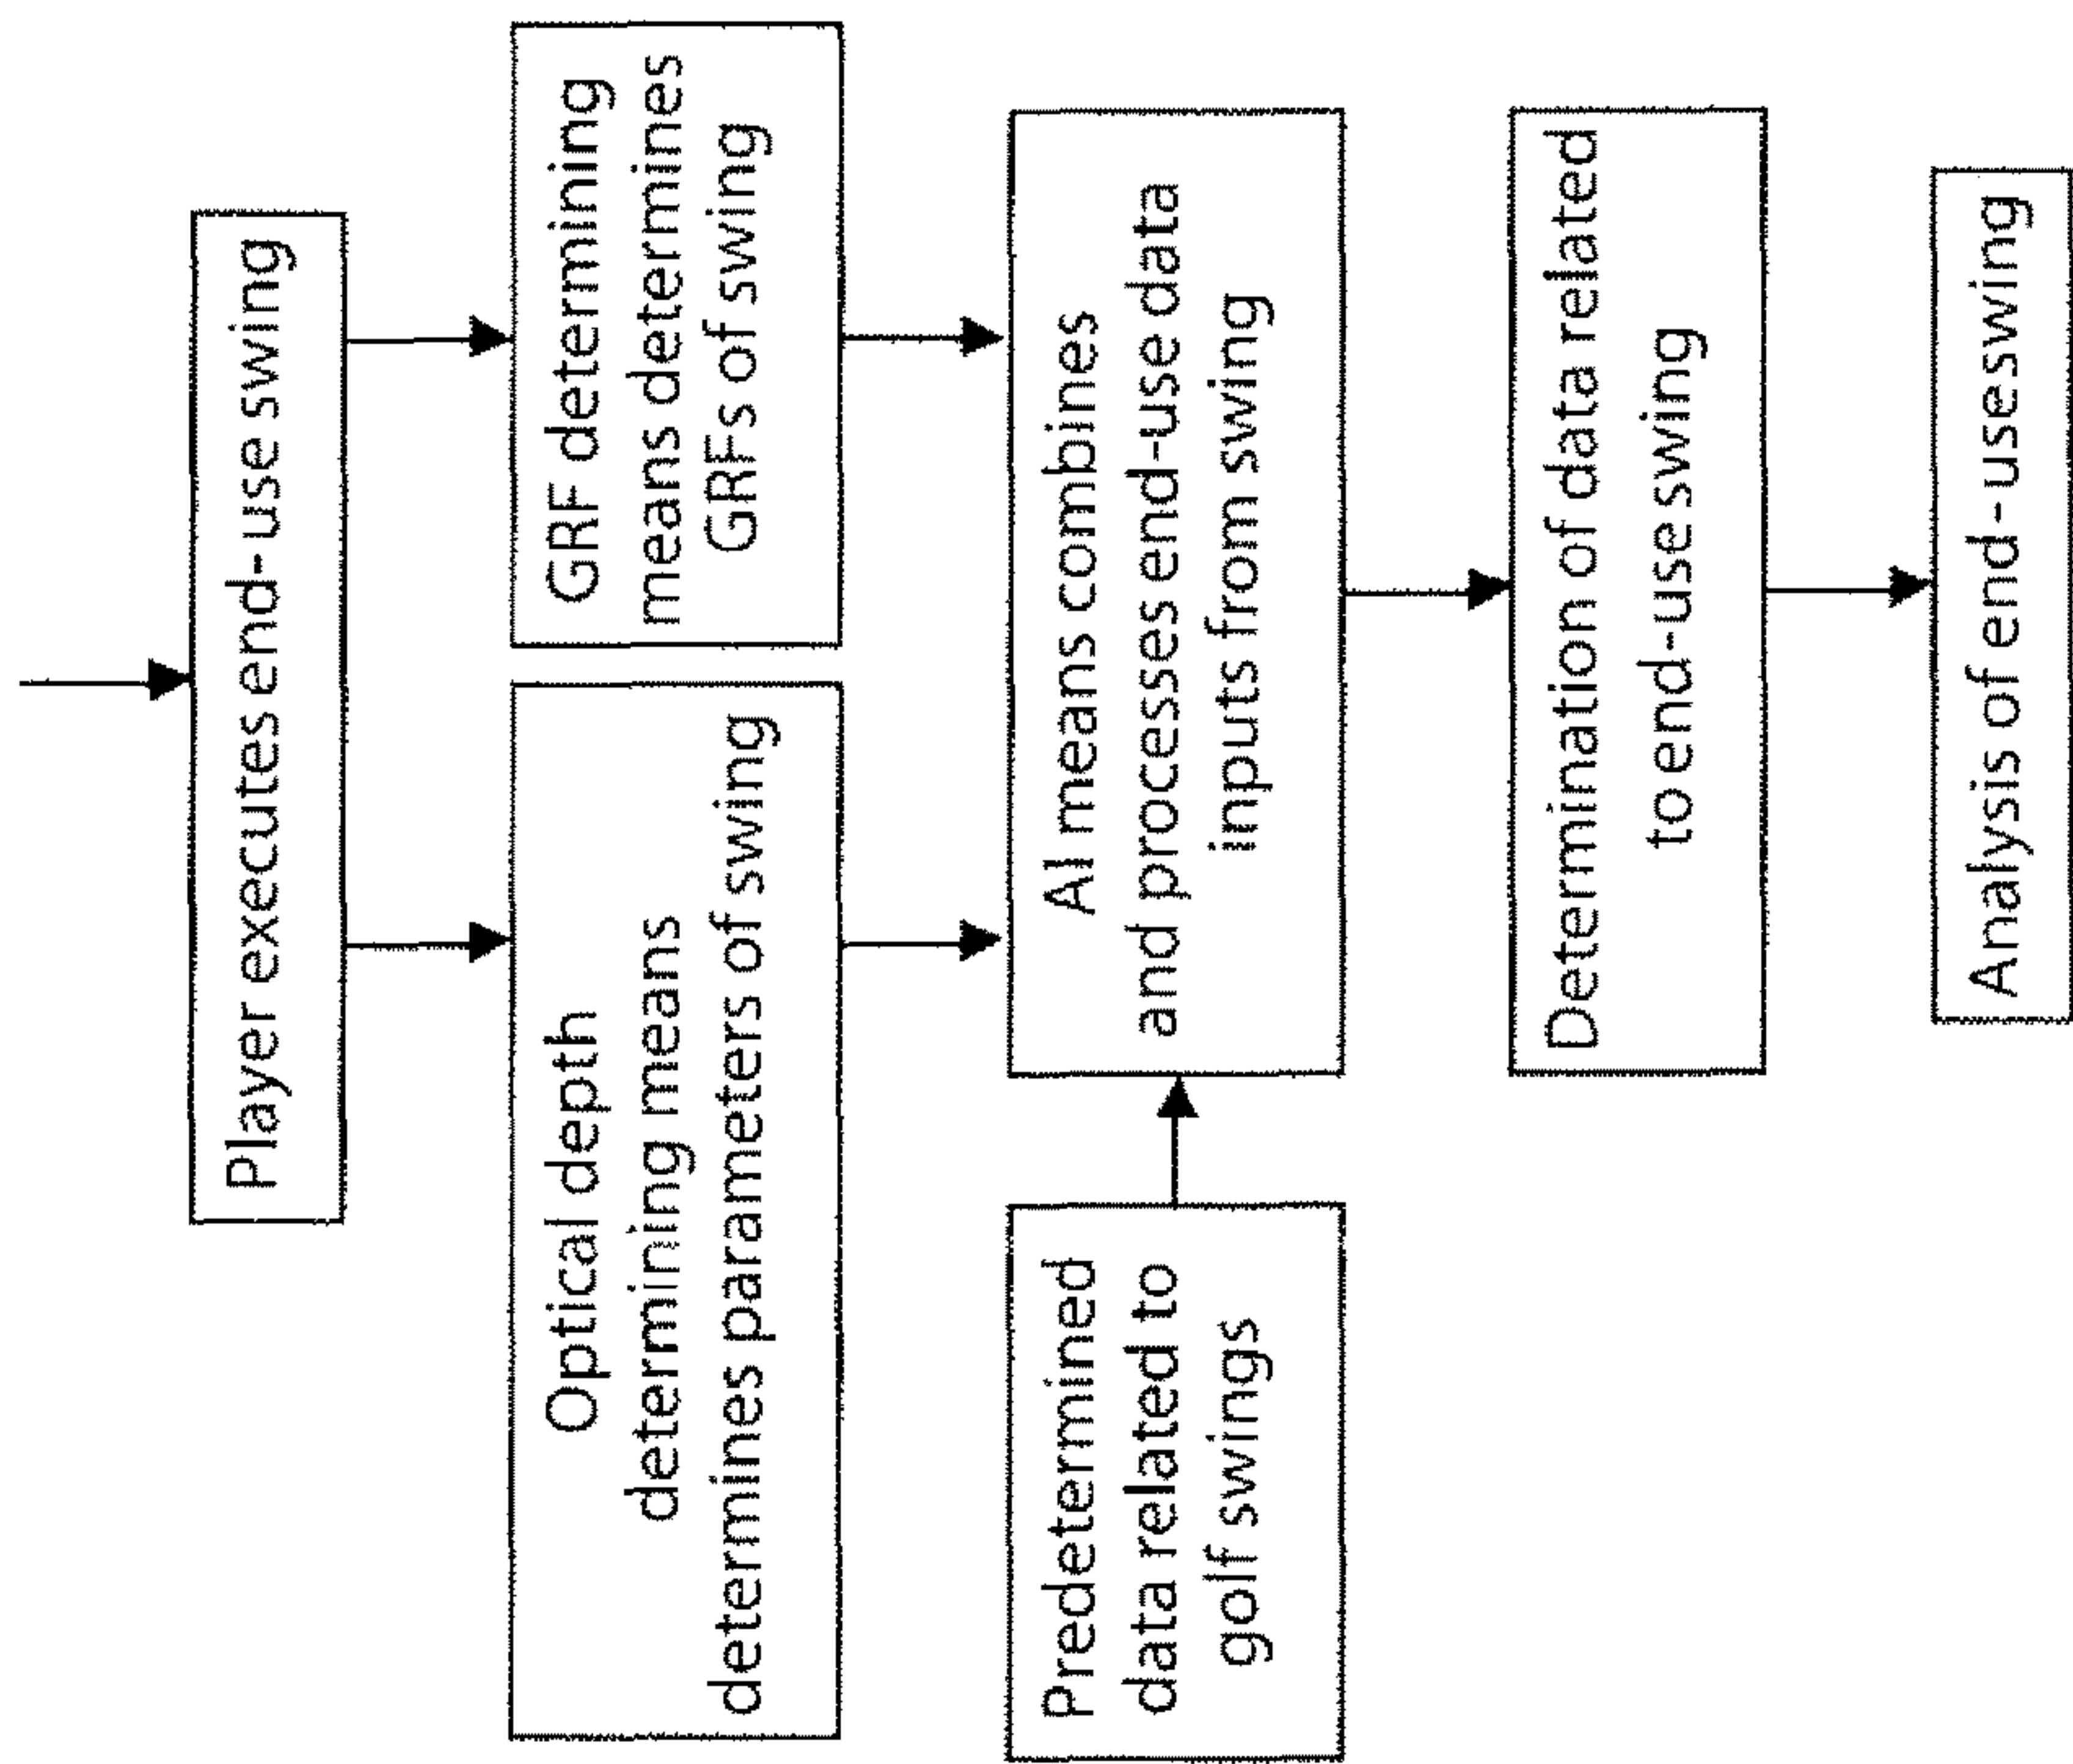 Player executes end-use swing
Optical depth
determining means
determines parameters of swing
GRF determining
means determines
GRFs of swing
Predetermined
data related to
golf swings
AI means combines
and processes end-use data
inputs from swing
Determination of data related
to end-use swing
Analysis of end-useswing